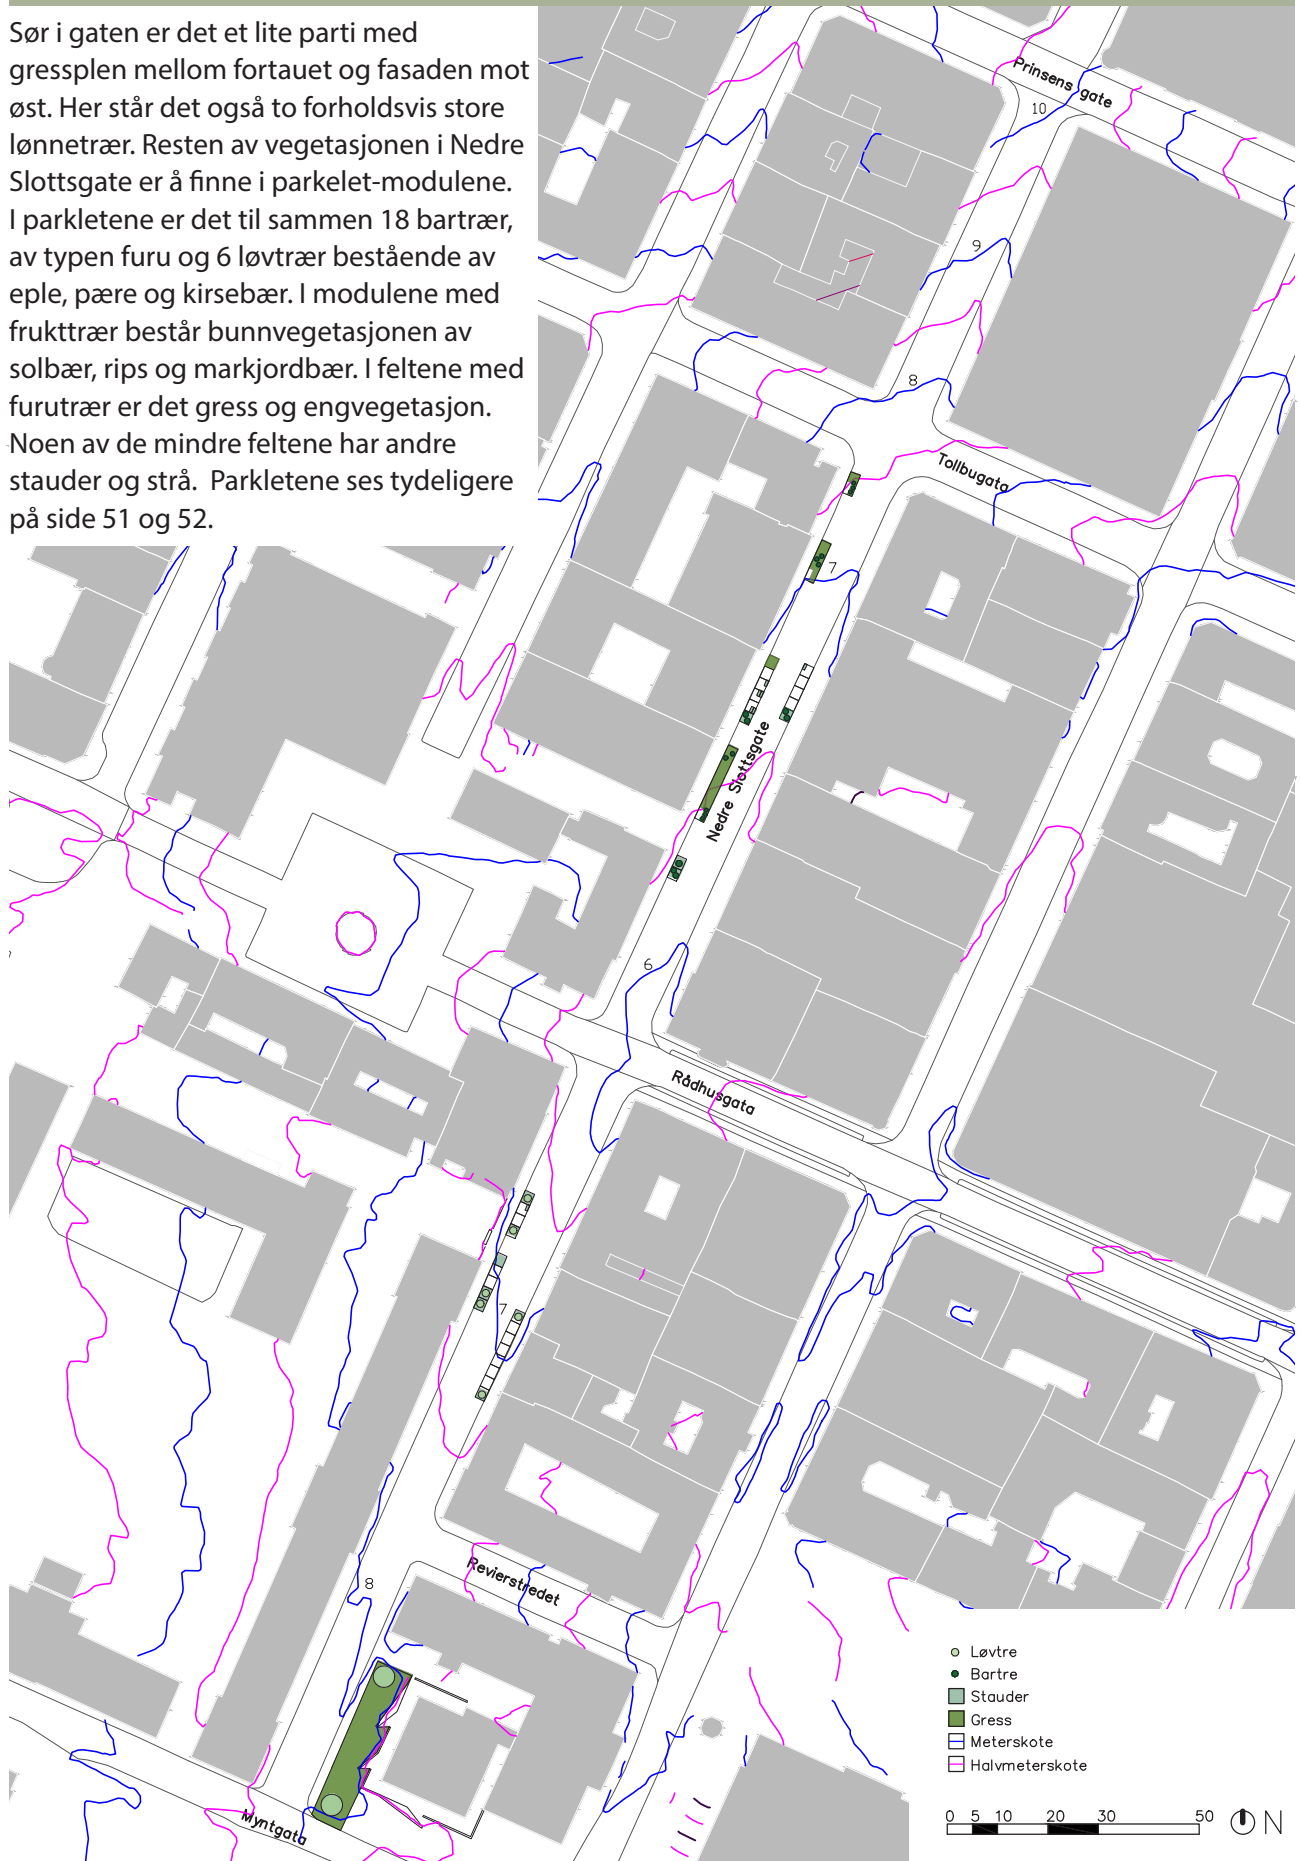 Sør i gaten er det et lite parti med
gressplen mellom fortauet og fasaden mot
øst. Her står det også to forholdsvis store
lønnetrær. Resten av vegetasjonen i Nedre
Slottsgate er å finne i parkelet-modulene.
I parkletene er det til sammen 18 bartrær,
av typen furu og 6 løvtrær bestående av
eple, pære og kirsebær. I modulene med
frukttrær består bunnvegetasjonen av
solbær, rips og markjordbær. I feltene med
furutrær er det gress og engvegetasjon.
Noen av de mindre feltene har andre
stauder og strå.  Parkletene ses tydeligere
på side 51 og 52.
Prinsens gate
10
9
8
Tollbugata
7
Nedre Slottsgate
6
Rådhusgata
7
Revierstredet
8
Myntgata
Løvtre
Bartre
Stauder
Gress
Meterskote
Halvmeterskote
0 5 10 20 30 50
N